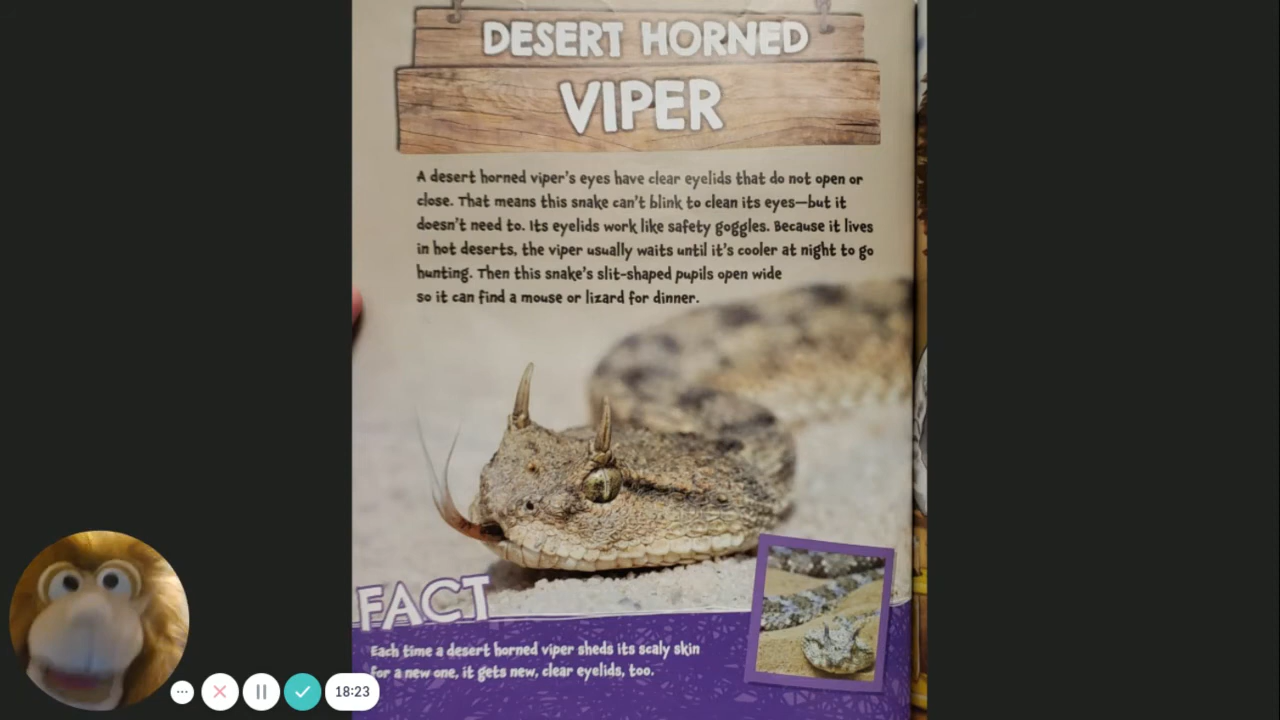 DESERT HORNED
VIPER
A desert horned viper's eyes have clear eyelids that do not open or
close. That means this snake can't blink to clean its eyes—but it
doesn't need to. Its eyelids work like safety goggles. Because it lives
in hot deserts, the viper usually waits until it's cooler at night to go
hunting. Then this snake's slit-shaped pupils open wide
so it can find a mouse or lizard for dinner.
FACT
Each time a desert horned viper sheds its scaly skin
for a new one, it gets new, clear eyelids, too.
18:23